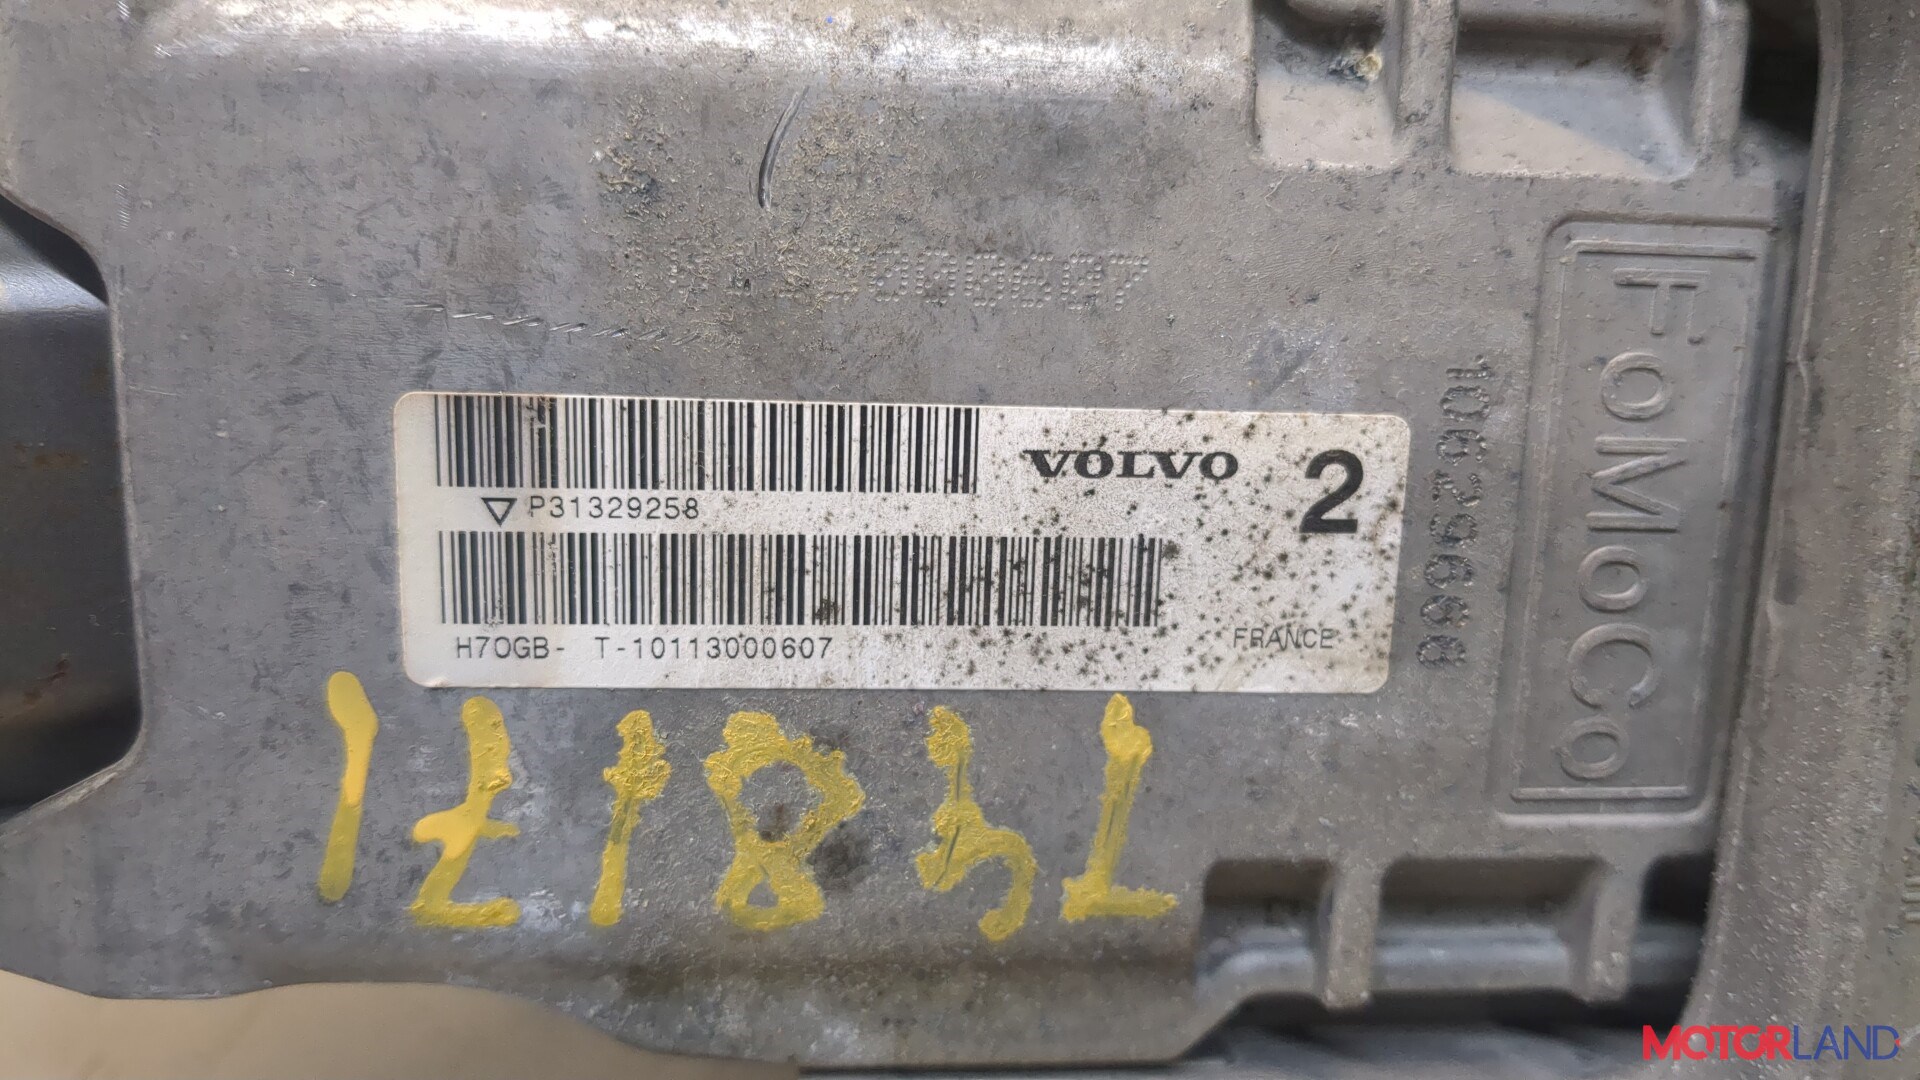 VOLVO
2
P31329258
H7OGB- T-10113000607
FRANCE
10629668
FoMoCo
MOTORLAND